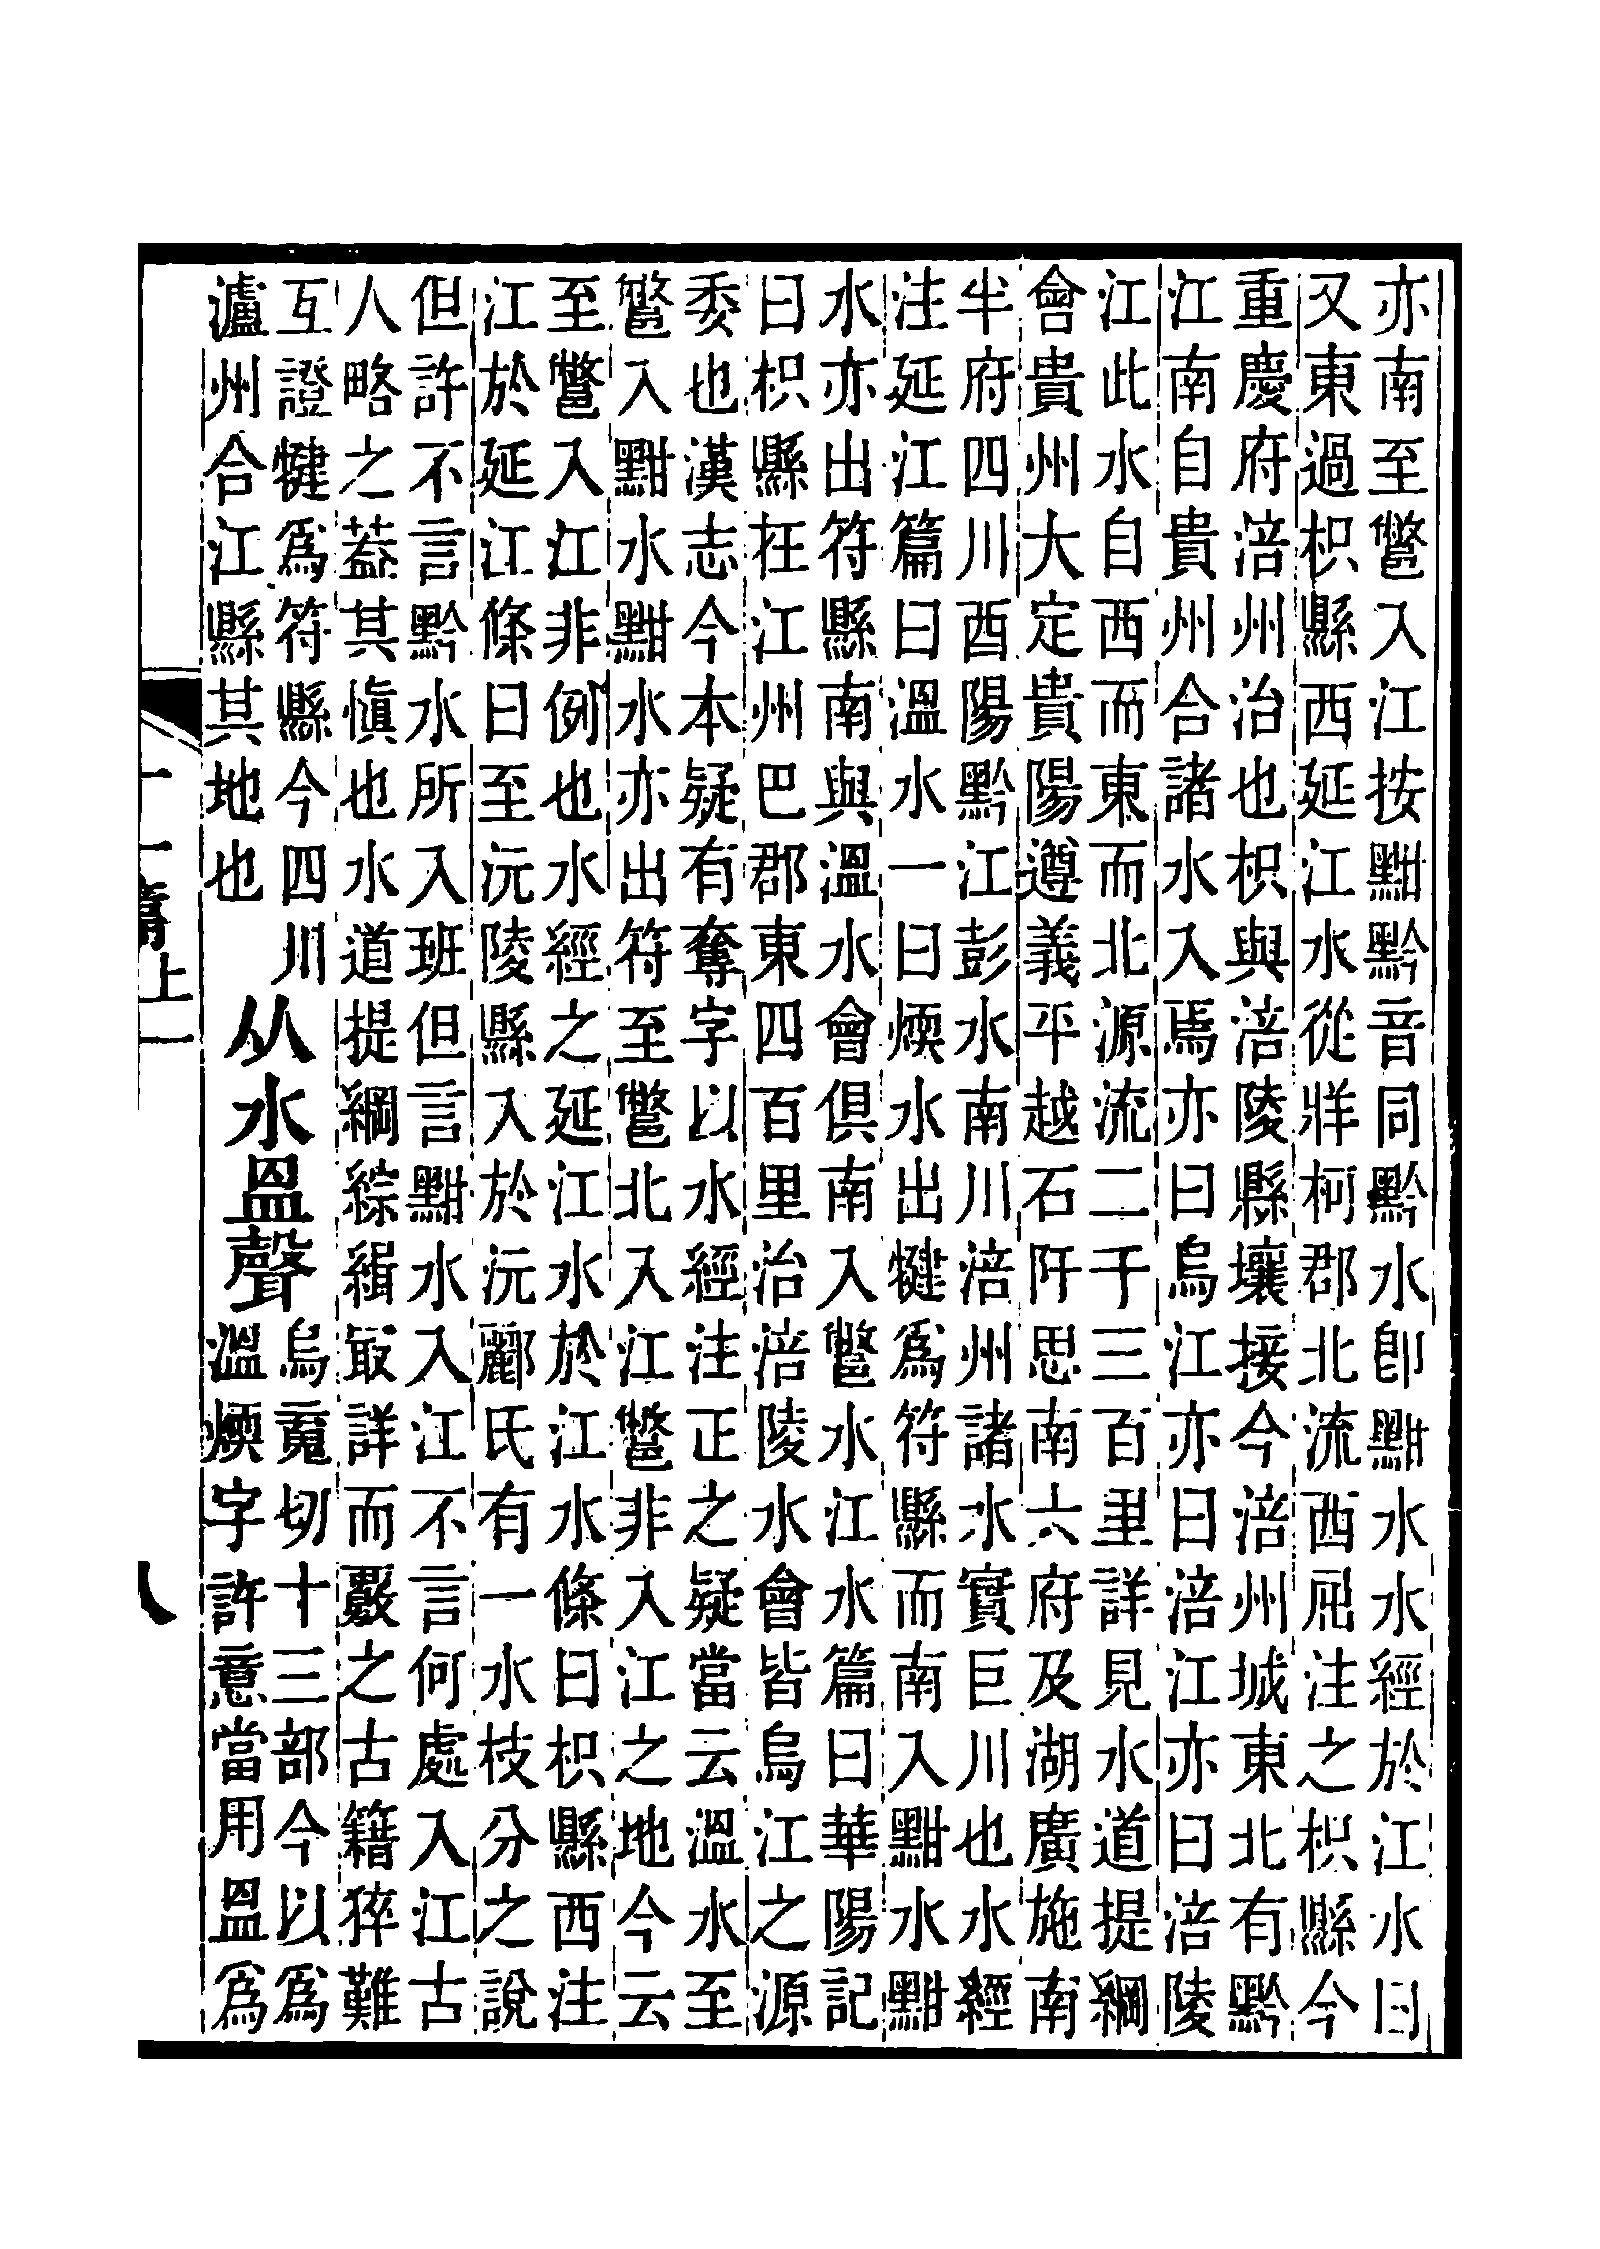 亦南至鄨入江按黚黔音同黔水卽黚水水經於江水曰
又東過枳縣西延江水從牂柯郡北流西屈注之枳縣今
重慶府涪州治也枳與涪陵縣壤接今涪州城東北有黔
江南自貴州合諸水入焉亦曰烏江亦曰涪江亦曰涪陵
江此水自西而東而北源流二千三百里詳見水道提綱
會貴州大定貴陽遵義平越石阡思南六府及湖廣施南
半府四川酉陽黔江彭水南川涪州諸水實巨川也水經
注延江篇曰溫水一曰煗水出犍爲符縣而南入黚水黚
水亦出符縣南與溫水會俱南入鄨水江水篇曰華陽記
曰枳縣在江州巴郡東四百里治涪陵水會皆烏江之源
委也漢志今本疑有奪字以水經注正之疑當云溫水至
鄨入黚水黚水亦出符至鄨北入江鄨非入江之地今云
至鄨入江非例也水經之延江水於江水條曰枳縣西注
江於延江條曰至沅陵縣入於沅酈氏有一水枝分之說
但許不言黔水所入班但言黚水入江不言何處入江古
人略之蓋其愼也水道提綱綜緝最詳而覈之古籍猝難
互證犍爲符縣今四川
瀘州合江縣其地也
从水𥁕聲
烏䰟切十三部今以爲
溫煗字許意當用𥁕爲
十一篇上一